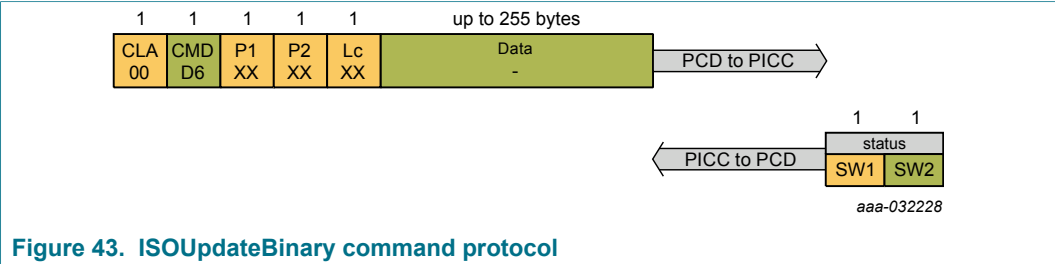 1 1 1 1 1 up to 255 bytes
CLA CMD P1 P2 Lc Data
00 D6 XX XX XX -
PCD to PICC
1 1
status
PICC to PCD
SW1 SW2
aaa-032228
Figure 43. ISOUpdateBinary command protocol